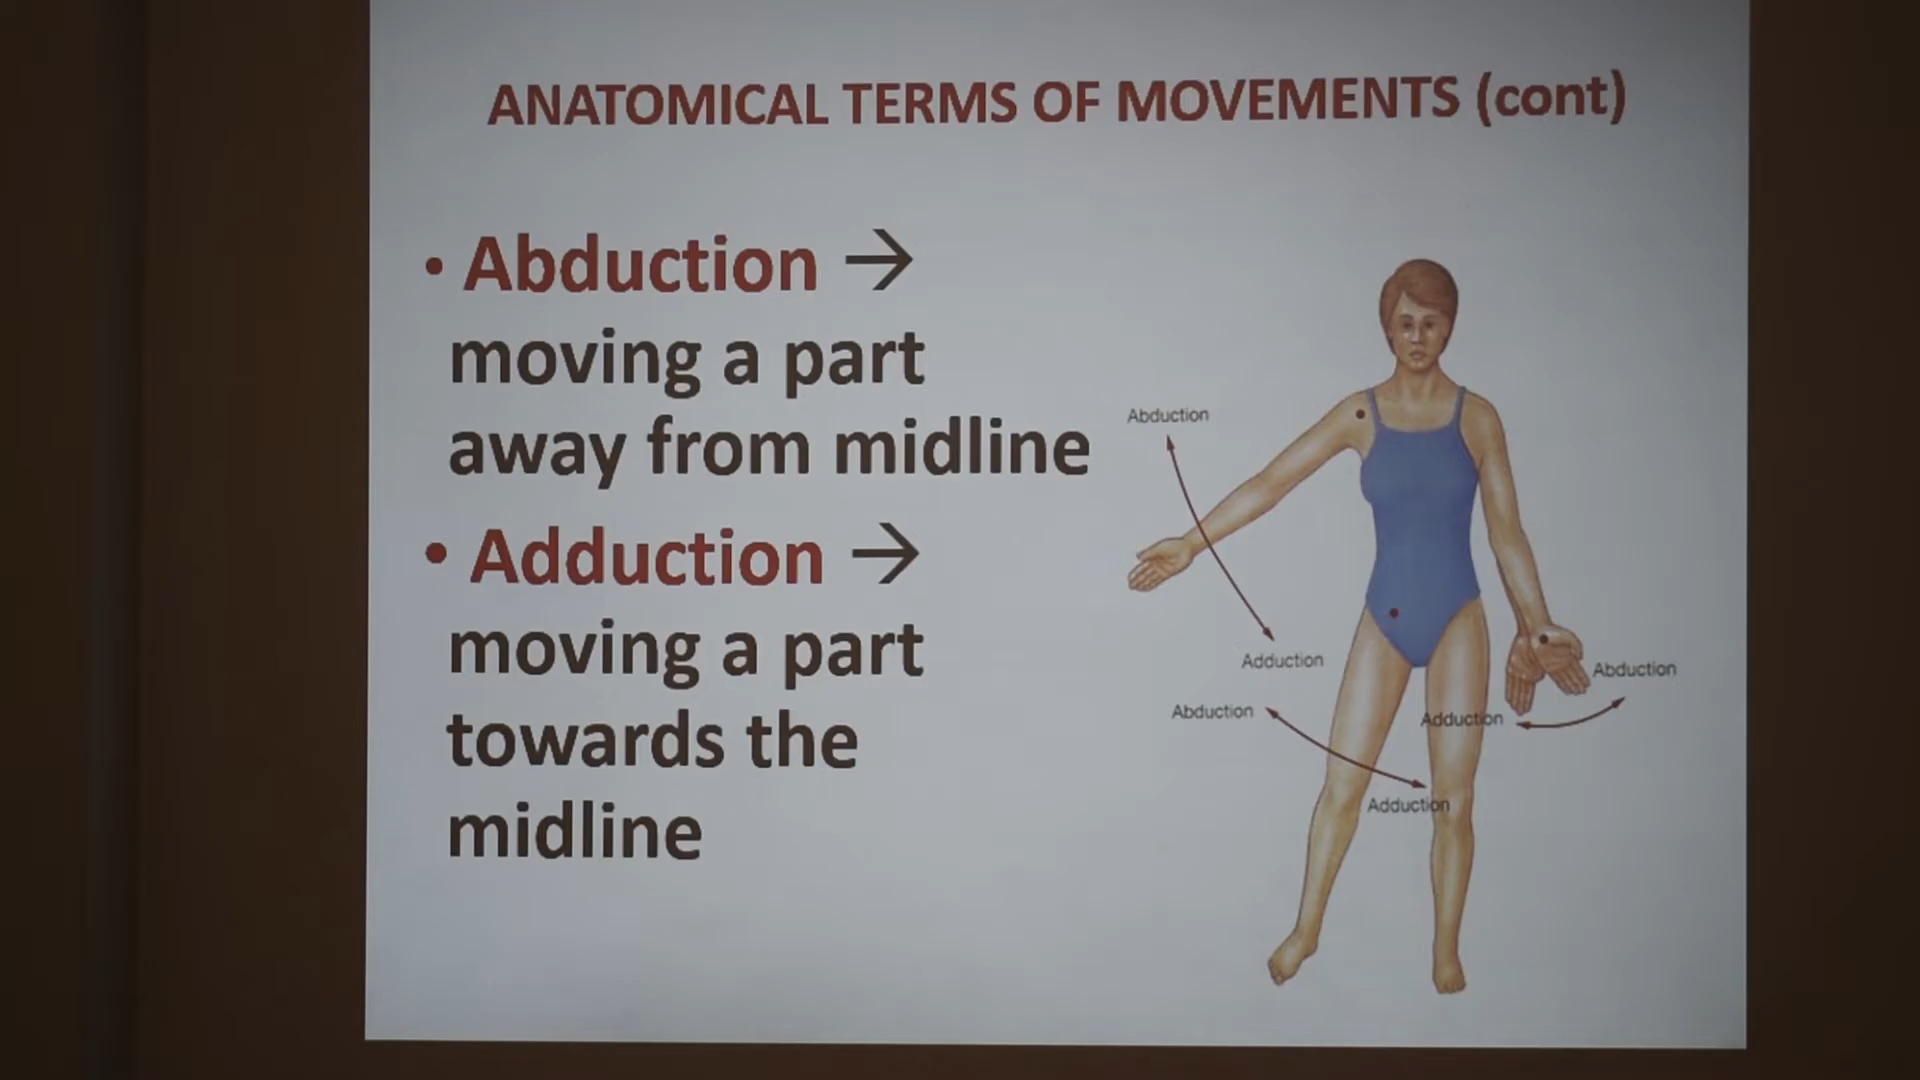 ANATOMICAL TERMS OF MOVEMENTS (cont)
• Abduction →
moving a part
away from midline
• Adduction →
moving a part
towards the
midline
Abduction
Adduction
Abduction
Adduction
Abduction
Adduction